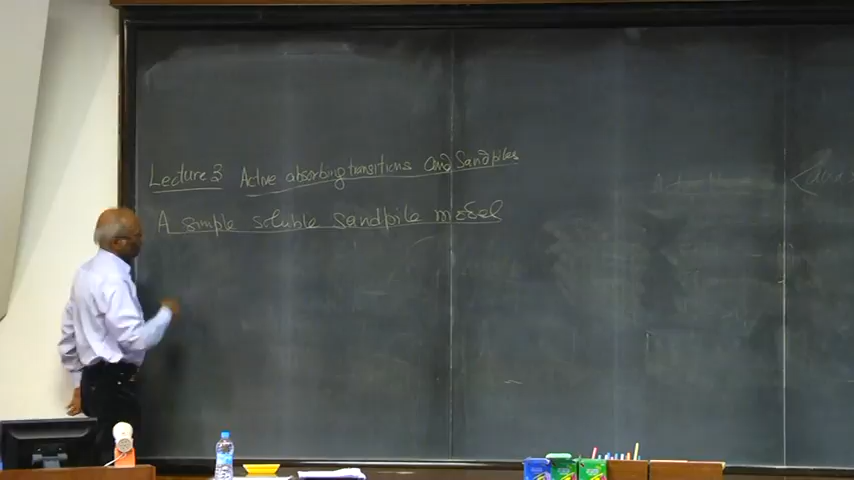 Lecture 3 Active absorbing transitions and Sandpiles
A simple soluble sandpile model